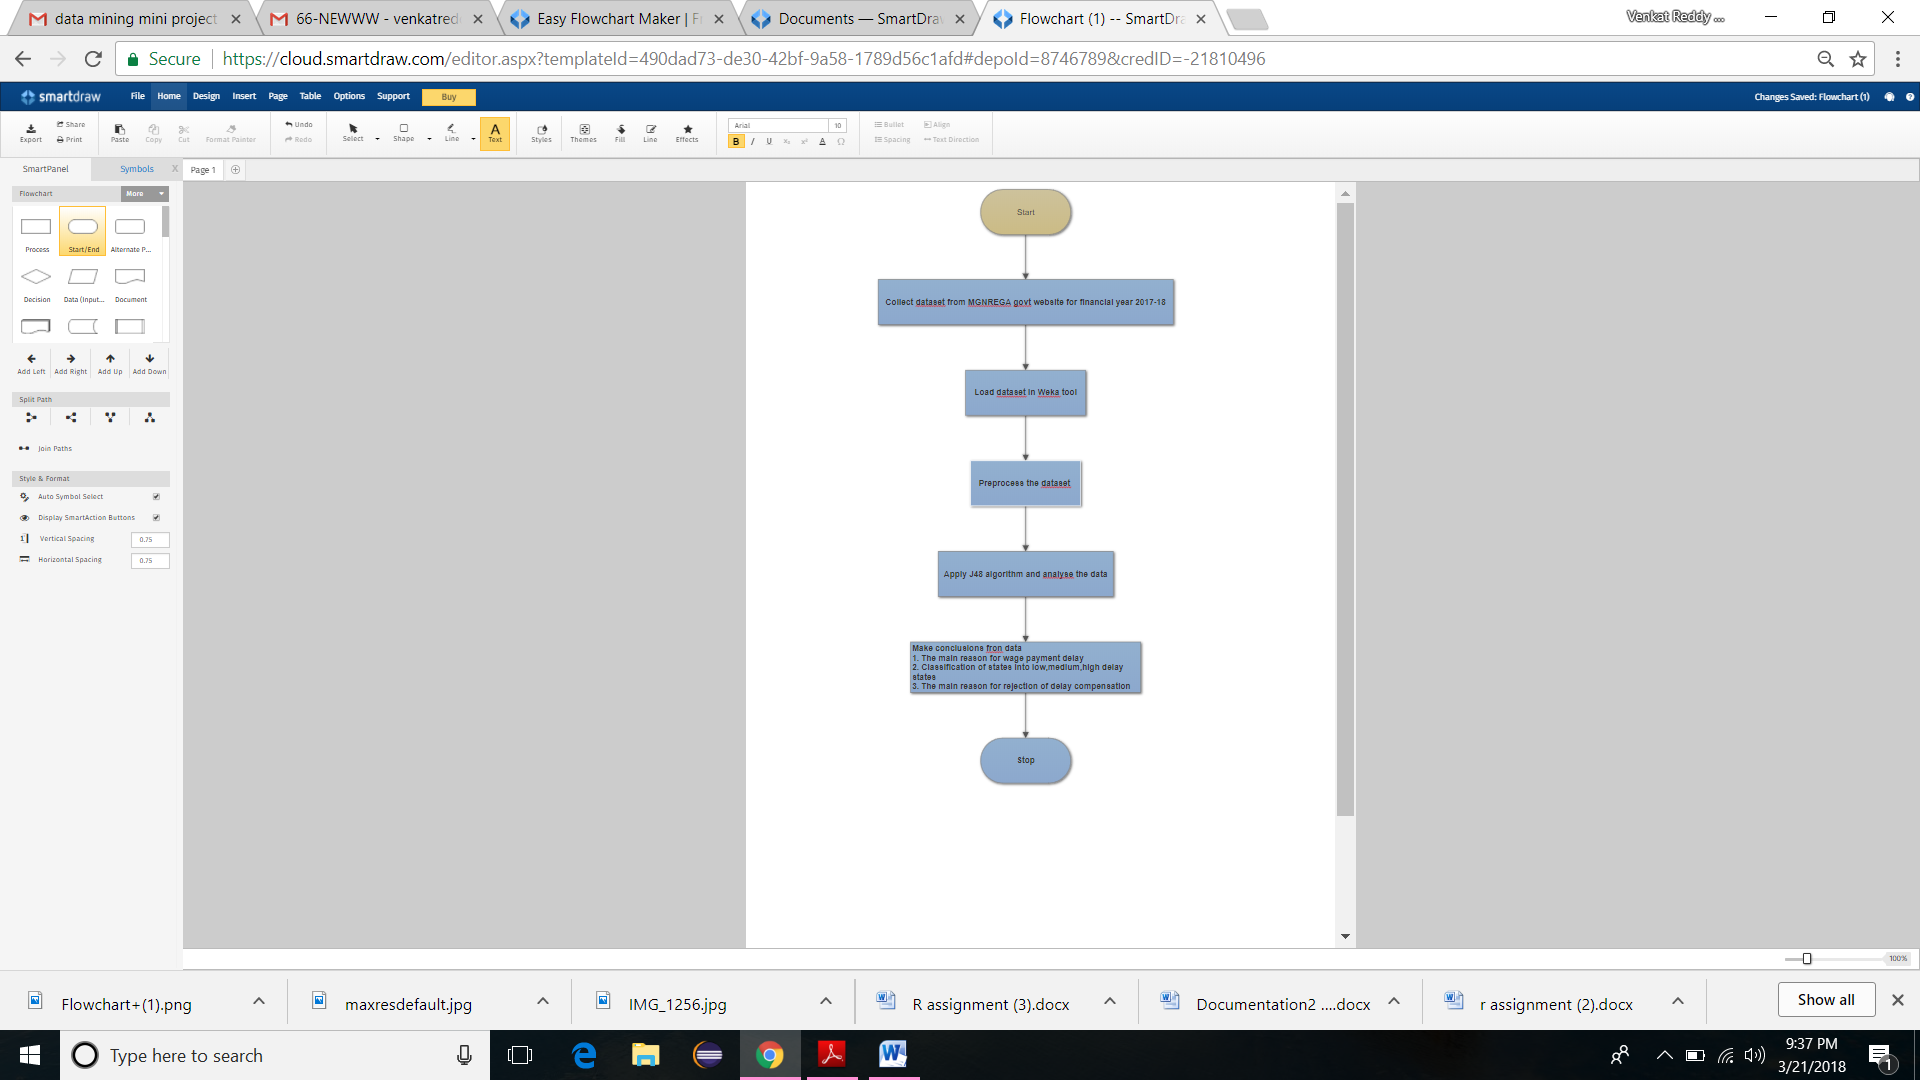 data mining mini project
66-NEWWW - venkatred
Easy Flowchart Maker | Fr
Documents — SmartDraw
Flowchart (1) -- SmartDra
Venkat Reddy ...
Secure
https://cloud.smartdraw.com/editor.aspx?templateId=490dad73-de30-42bf-9a58-1789d56c1afd#depoId=8746789&credID=-21810496
smartdraw
File Home Design Insert Page Table Options Support Buy
Changes Saved: Flowchart (1)
Export
Share
Print
Paste Copy Cut Format Painter
Undo
Redo
Select Shape Line Text
Styles Themes Fill Line Effects
Arial 10
B I U
Bullet Align
Spacing Text Direction
SmartPanel Symbols X
Page 1
Flowchart More
Process Start/End Alternate P...
Decision Data (Input... Document
Add Left Add Right Add Up Add Down
Split Path
Join Paths
Style & Format
Auto Symbol Select
Display SmartAction Buttons
Vertical Spacing 0.75
Horizontal Spacing 0.75
Start
Collect dataset from MGNREGA govt website for financial year 2017-18
Load dataset in Weka tool
Preprocess the dataset
Apply J48 algorithm and analyse the data
Make conclusions fron data
1. The main reason for wage payment delay
2. Classification of states into low,medium,high delay
states
3. The main reason for rejection of delay compensation
Stop
100%
Flowchart+(1).png
maxresdefault.jpg
IMG_1256.jpg
R assignment (3).docx
Documentation2 ....docx
r assignment (2).docx
Show all
Type here to search
9:37 PM
3/21/2018
1